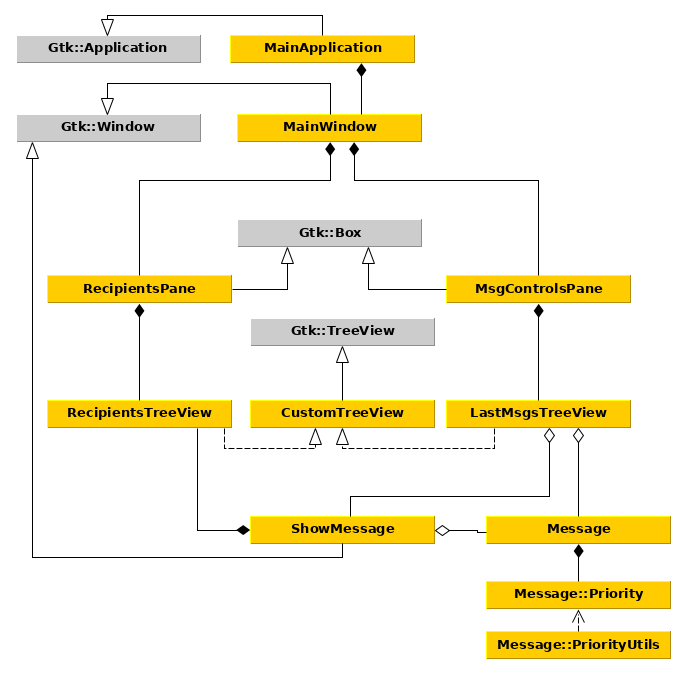 Gtk::Application
MainApplication
Gtk::Window
MainWindow
Gtk::Box
RecipientsPane
MsgControlsPane
Gtk::TreeView
RecipientsTreeView
CustomTreeView
LastMsgsTreeView
ShowMessage
Message
Message::Priority
Message::PriorityUtils